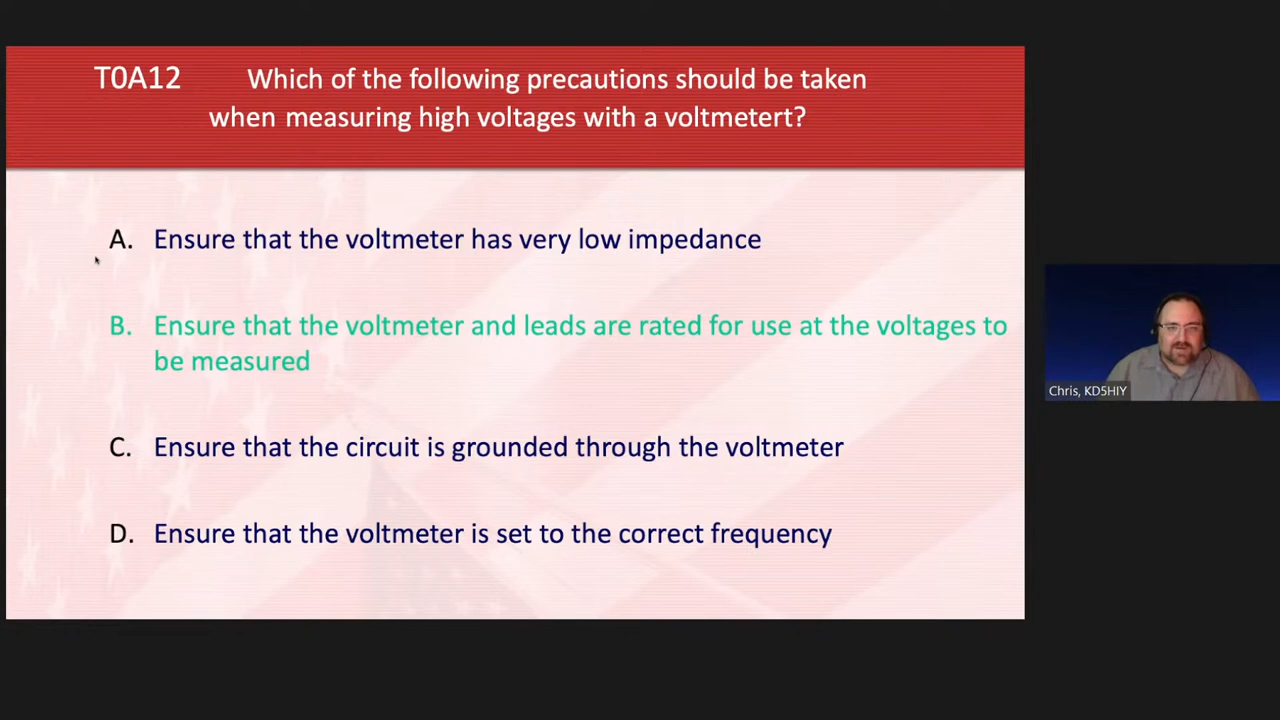 T0A12 Which of the following precautions should be taken
when measuring high voltages with a voltmetert?
A. Ensure that the voltmeter has very low impedance
B. Ensure that the voltmeter and leads are rated for use at the voltages to
be measured
Chris, KD5HIY
C. Ensure that the circuit is grounded through the voltmeter
D. Ensure that the voltmeter is set to the correct frequency